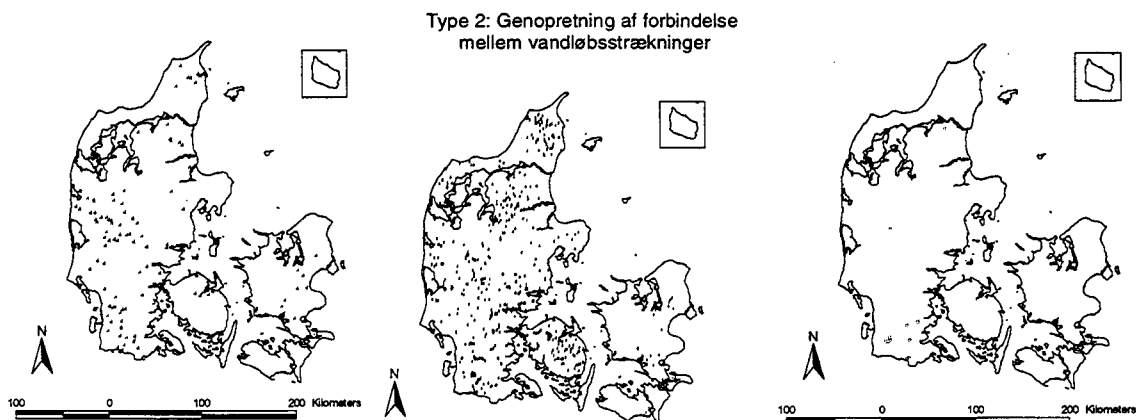 Type 2: Genopretning af forbindelse
mellem vandløbsstrækninger
N
N
N
100 0 100 200 Kilometers
100 0 100 200 Kilometers